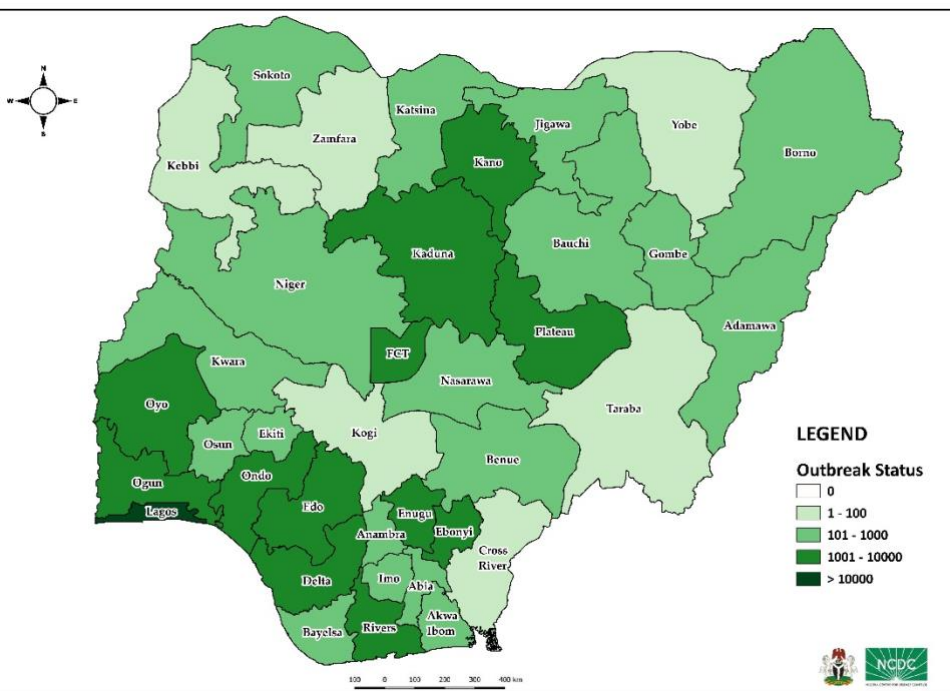 N
W E
S
Sokoto
Katsina
Jigawa
Yobe
Zamfara
Kano
Borno
Kebbi
Kaduna
Bauchi
Gombe
Niger
Adamawa
FCT
Plateau
Kwara
Nasarawa
Oyo
Taraba
Osun
Ekiti
Kogi
Benue
Ogun
Ondo
Edo
Lagos
Enugu
Anambra
Ebonyi
Cross
River
Delta
Imo
Abia
Akwa
Ibom
Bayelsa
Rivers
LEGEND
Outbreak Status
0
1 - 100
101 - 1000
1001 - 10000
> 10000
100 0 100 200 300 400 km
NCDC